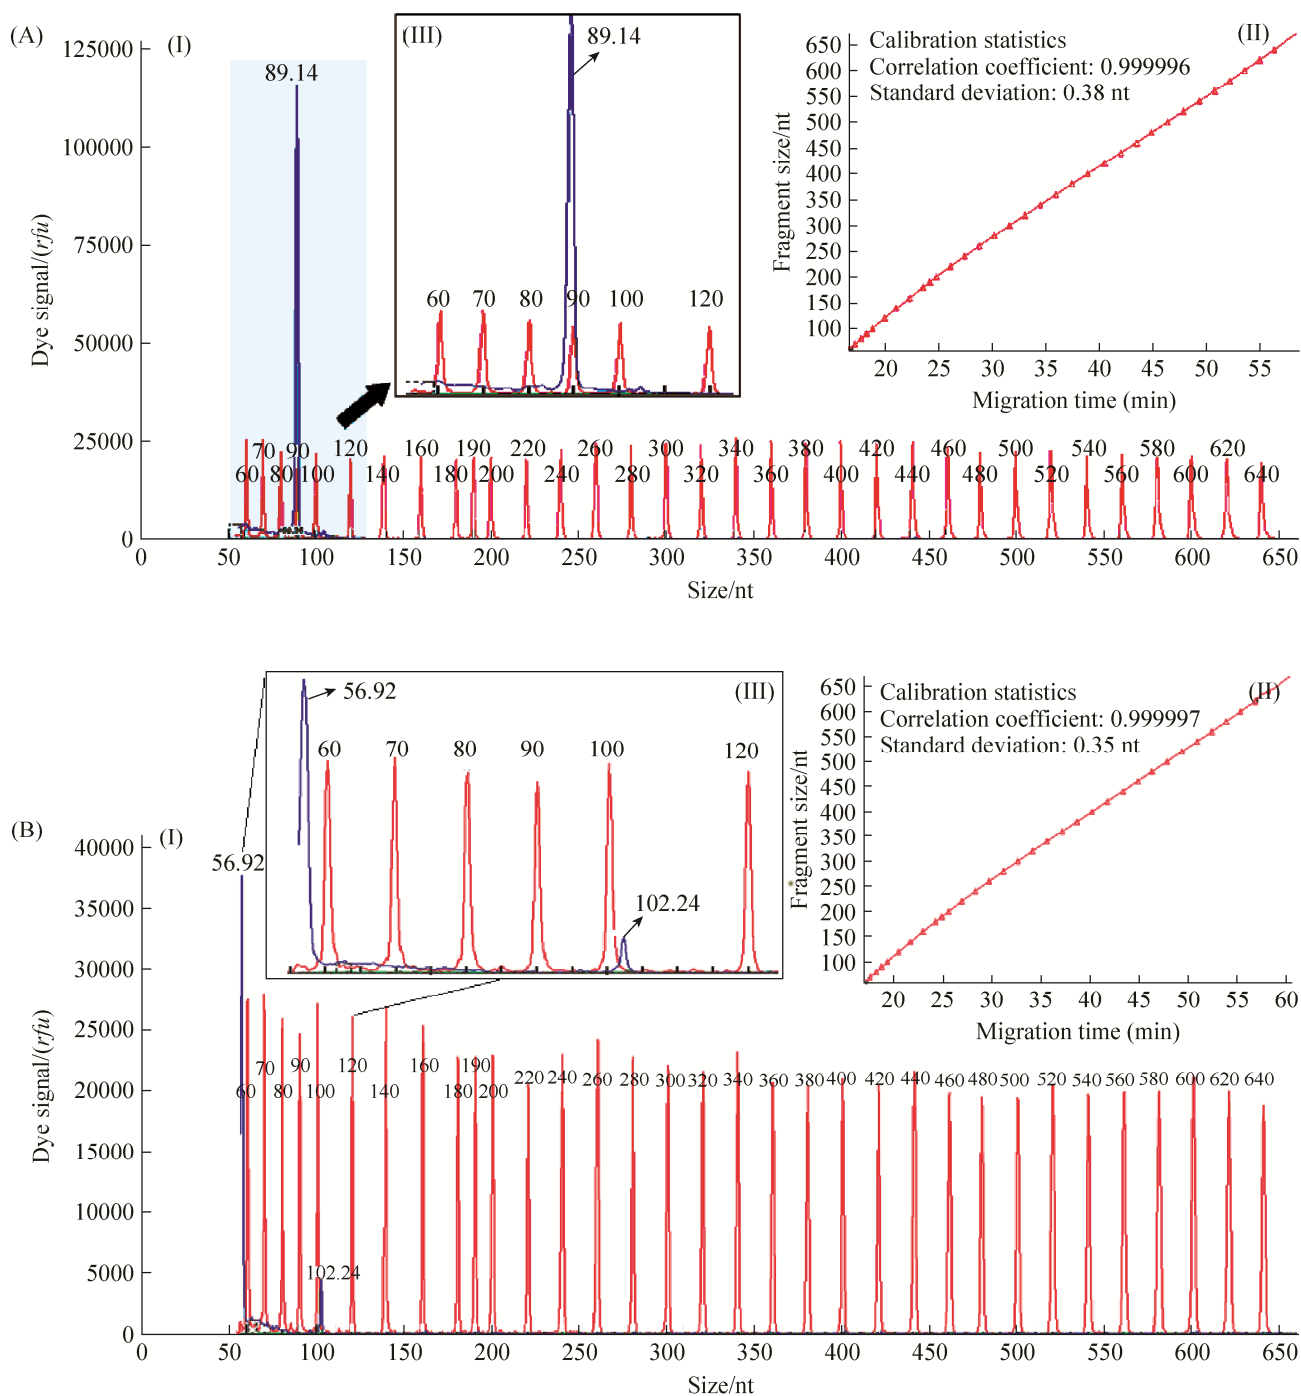 (A)
(I)
125000
100000
75000
50000
25000
0
Dye signal/(rfu)
89.14
60 70 80 90 100 120 140 160 180 190 200 220 240 260 280 300 320 340 360 380 400 420 440 460 480 500 520 540 560 580 600 620 640
0 50 100 150 200 250 300 350 400 450 500 550 600 650
Size/nt
(III)
89.14
60 70 80 90 100 120
(II)
Calibration statistics
Correlation coefficient: 0.999996
Standard deviation: 0.38 nt
650
600
550
500
450
400
350
300
250
200
150
100
Fragment size/nt
20 25 30 35 40 45 50 55
Migration time (min)
(B)
(I)
40000
35000
30000
25000
20000
15000
10000
5000
0
Dye signal/(rfu)
56.92
102.24
60 70 80 90 100 120 140 160 180 190 200 220 240 260 280 300 320 340 360 380 400 420 440 460 480 500 520 540 560 580 600 620 640
0 50 100 150 200 250 300 350 400 450 500 550 600 650
Size/nt
(III)
56.92
60 70 80 90 100 120
102.24
(II)
Calibration statistics
Correlation coefficient: 0.999997
Standard deviation: 0.35 nt
650
600
550
500
450
400
350
300
250
200
150
100
Fragment size/nt
20 25 30 35 40 45 50 55 60
Migration time (min)